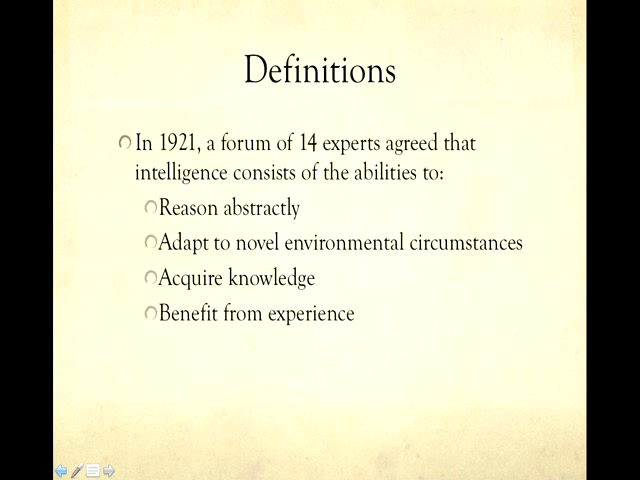 Definitions
In 1921, a forum of 14 experts agreed that
intelligence consists of the abilities to:
Reason abstractly
Adapt to novel environmental circumstances
Acquire knowledge
Benefit from experience